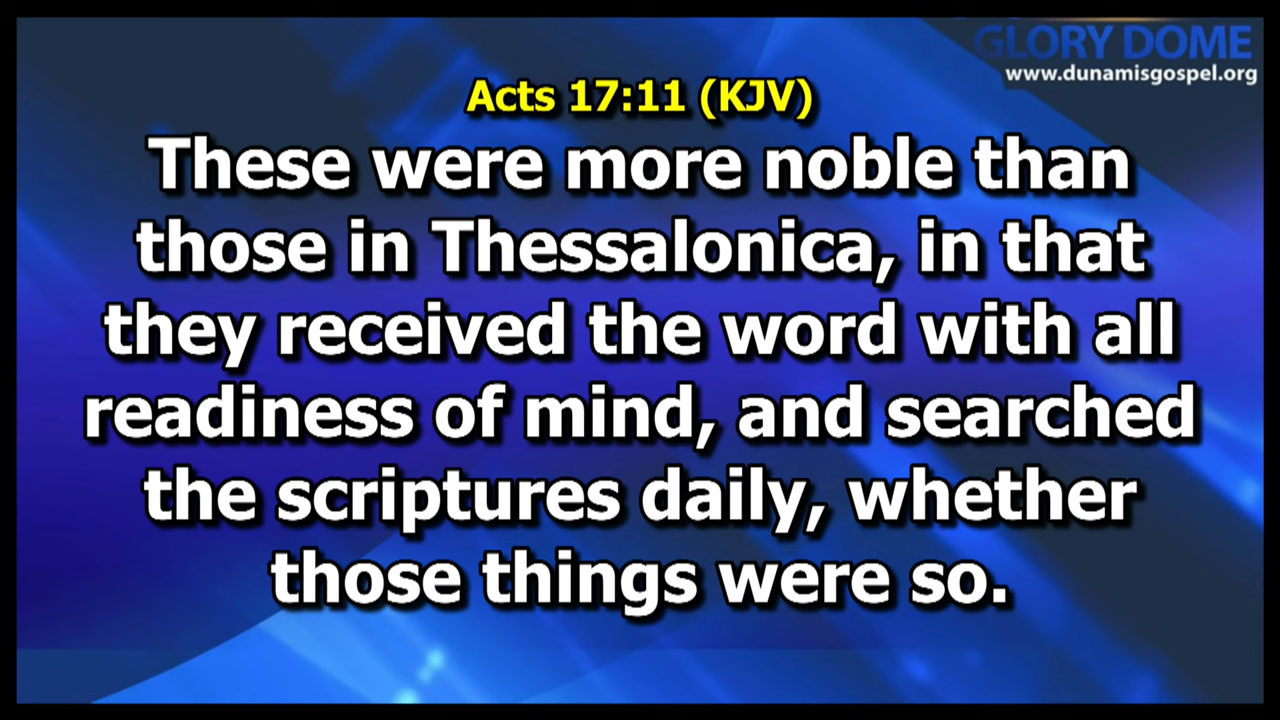 GLORY DOME
www.dunamisgospel.org
Acts 17:11 (KJV)
These were more noble than
those in Thessalonica, in that
they received the word with all
readiness of mind, and searched
the scriptures daily, whether
those things were so.